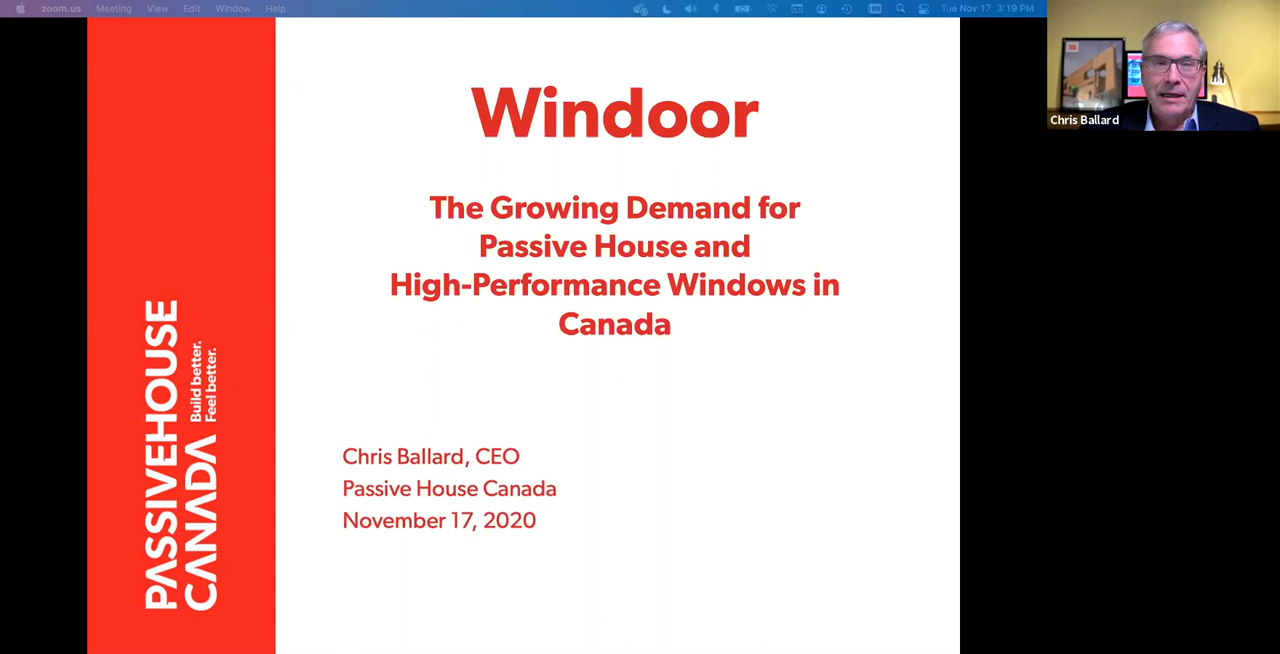 zoom.us Meeting View Edit Window Help Tue Nov 17 3:19 PM
Chris Ballard
Windoor
The Growing Demand for
Passive House and
High-Performance Windows in
Canada
Chris Ballard, CEO
Passive House Canada
November 17, 2020
PASSIVEHOUSE
CANADA
Build better.
Feel better.